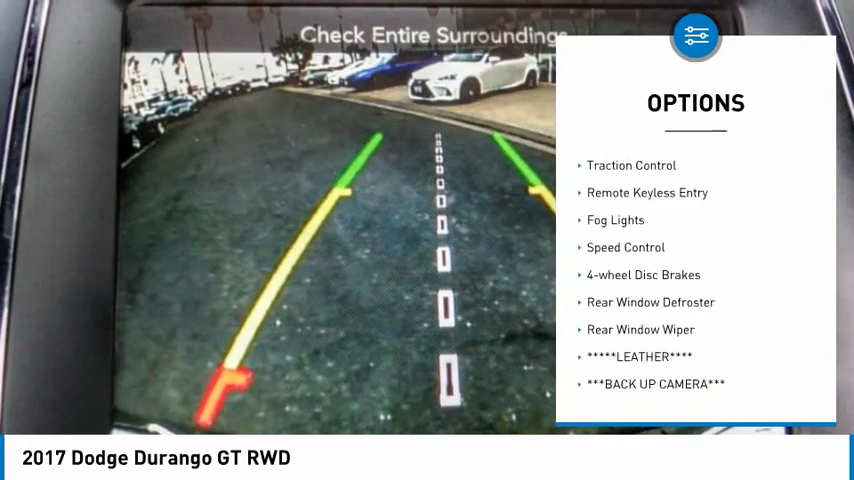 Check Entire Surroundings
OPTIONS
Traction Control
Remote Keyless Entry
Fog Lights
Speed Control
4-wheel Disc Brakes
Rear Window Defroster
Rear Window Wiper
*****LEATHER****
***BACK UP CAMERA***
2017 Dodge Durango GT RWD